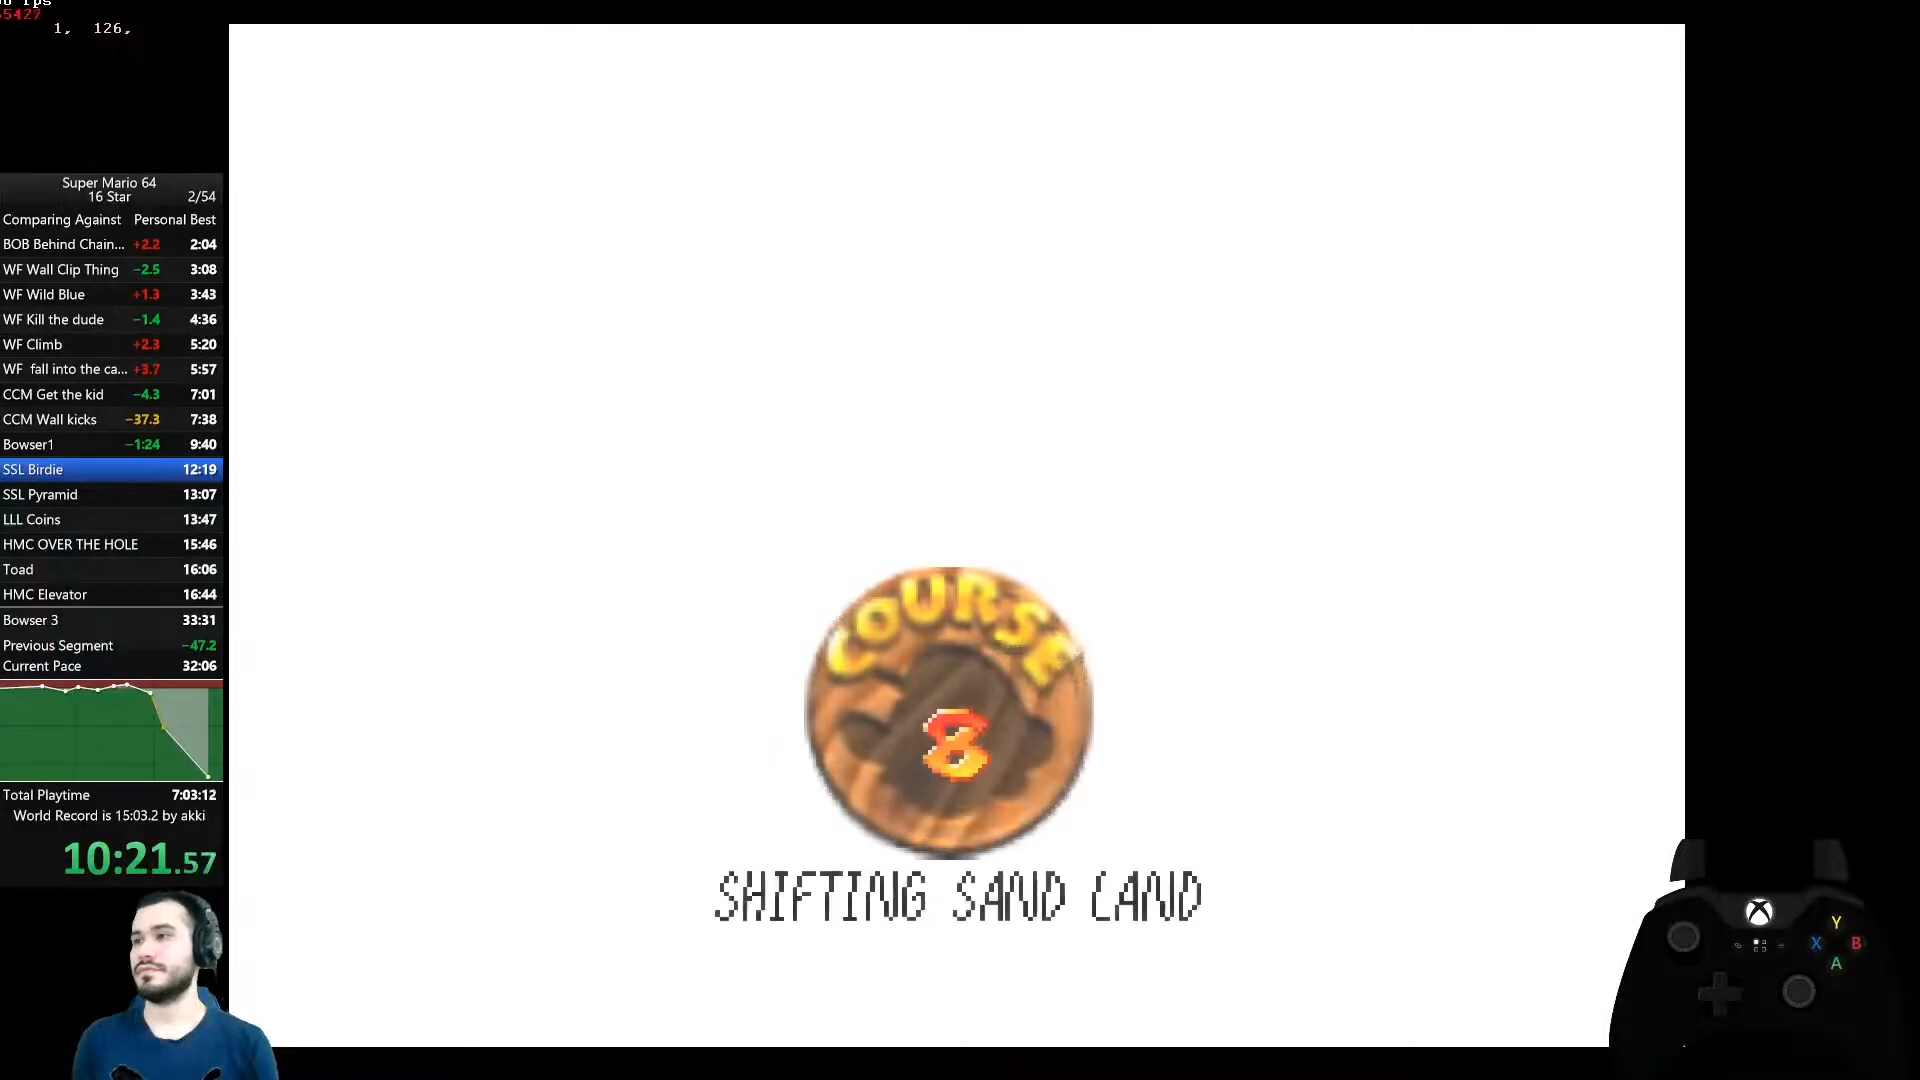 1, 126,
Super Mario 64
16 Star 2/54
Comparing Against Personal Best
BOB Behind Chain... +2.2 2:04
WF Wall Clip Thing −2.5 3:08
WF Wild Blue +1.3 3:43
WF Kill the dude −1.4 4:36
WF Climb +2.3 5:20
WF fall into the ca... +3.7 5:57
CCM Get the kid −4.3 7:01
CCM Wall kicks −37.3 7:38
Bowser1 −1:24 9:40
SSL Birdie 12:19
SSL Pyramid 13:07
LLL Coins 13:47
HMC OVER THE HOLE 15:46
Toad 16:06
HMC Elevator 16:44
Bowser 3 33:31
Previous Segment −47.2
Current Pace 32:06
Total Playtime 7:03:12
World Record is 15:03.2 by akki
10:21.57
COURSE
8
SHIFTING SAND LAND
Y
X B
A